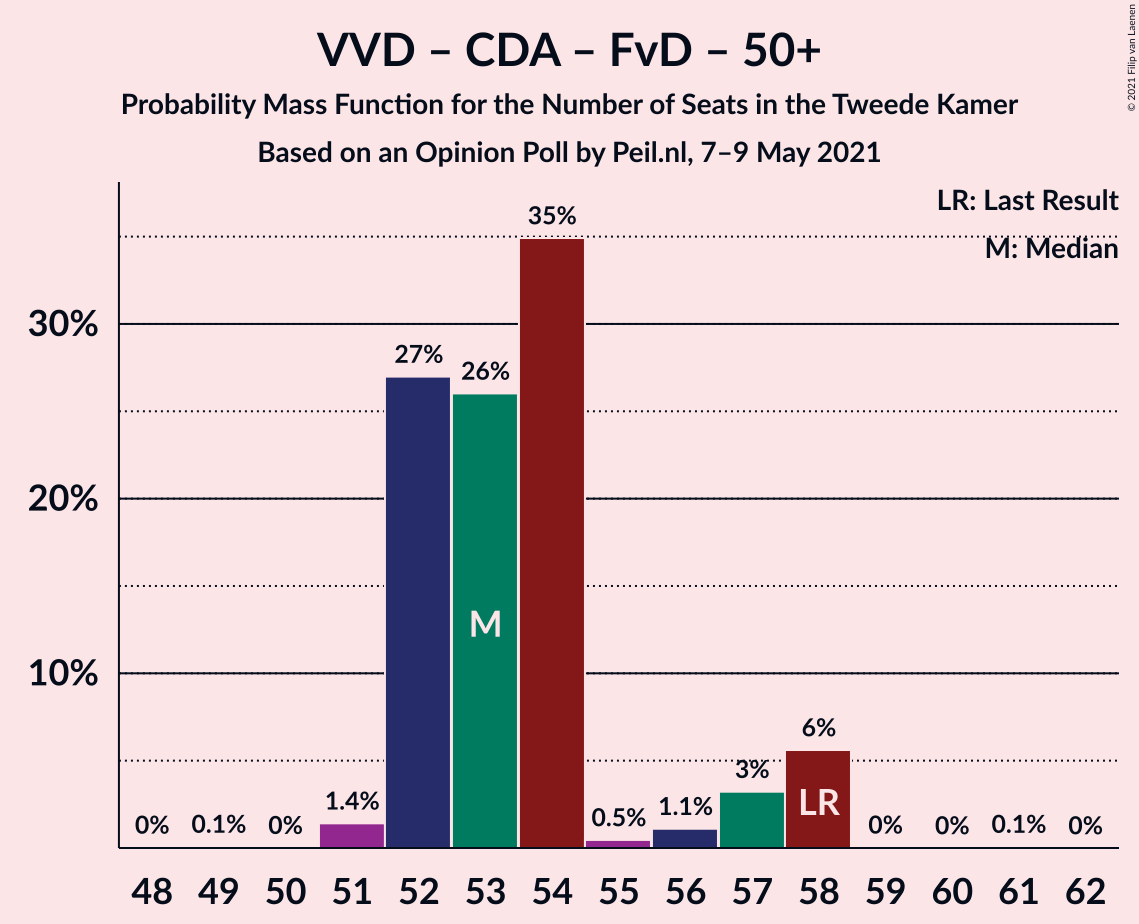 VVD – CDA – FvD – 50+
Probability Mass Function for the Number of Seats in the Tweede Kamer
Based on an Opinion Poll by Peil.nl, 7–9 May 2021
© 2021 Filip van Laenen
LR: Last Result
M: Median
30%
20%
10%
0%
0.1%
0%
1.4%
27%
26%
35%
0.5%
1.1%
3%
6%
0%
0%
0.1%
0%
M
LR
48 49 50 51 52 53 54 55 56 57 58 59 60 61 62